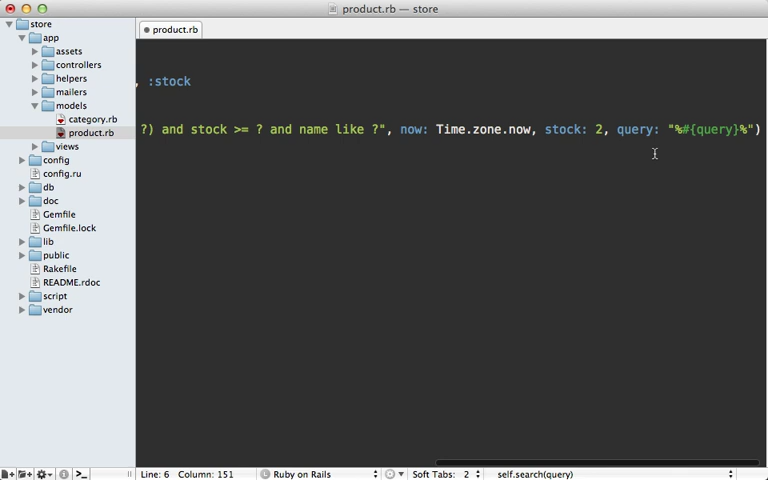 product.rb — store
store
app
assets
controllers
helpers
mailers
models
category.rb
product.rb
views
config
config.ru
db
doc
Gemfile
Gemfile.lock
lib
public
Rakefile
README.rdoc
script
vendor
product.rb
, :stock
?) and stock >= ? and name like ?", now: Time.zone.now, stock: 2, query: "%#{query}%")
Line: 6 Column: 151 Ruby on Rails Soft Tabs: 2 self.search(query)